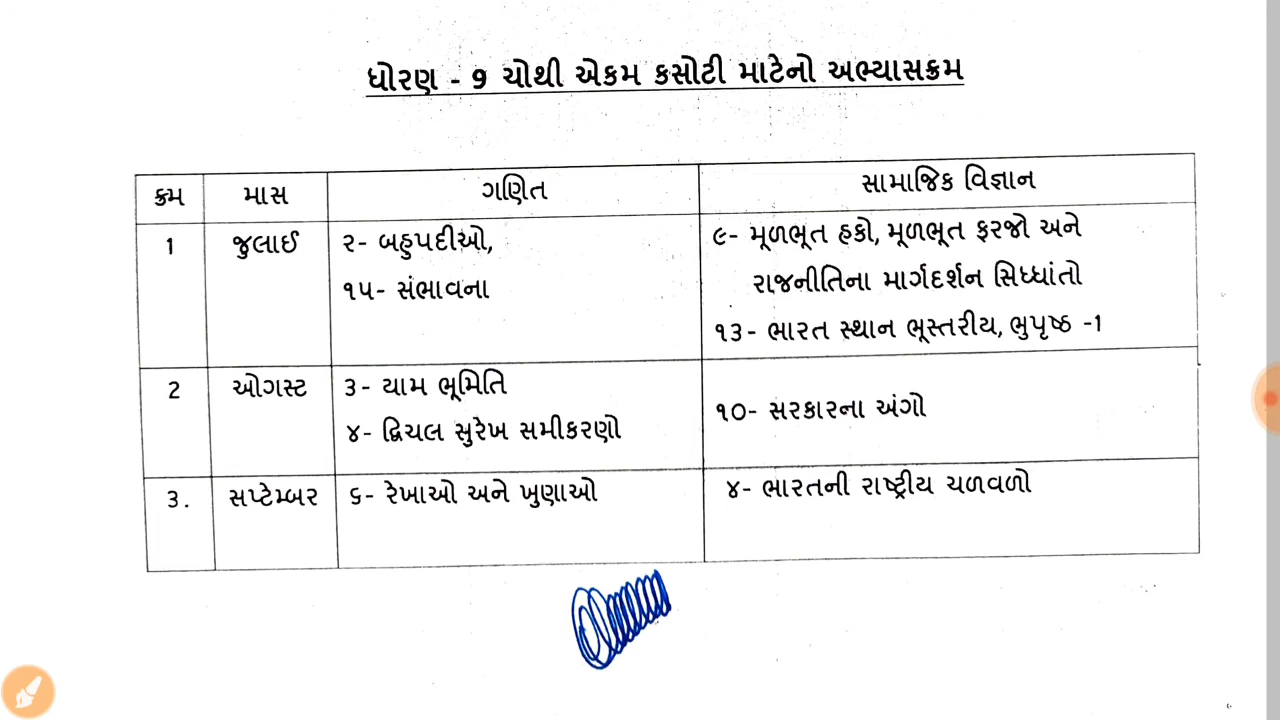 ધોરણ - 9 ચોથી એકમ કસોટી માટેનો અભ્યાસક્રમ
ક્રમ માસ ગણિત સામાજિક વિજ્ઞાન
1 જુલાઈ ૨- બહુપદીઓ, ૯- મૂળભૂત હકો, મૂળભૂત ફરજો અને
૧૫- સંભાવના રાજનીતિના માર્ગદર્શન સિધ્ધાંતો
૧૩- ભારત સ્થાન ભૂસ્તરીય, ભુપૃષ્ઠ -1
2 ઓગસ્ટ ૩- યામ ભૂમિતિ
૪- દ્વિચલ સુરેખ સમીકરણો ૧૦- સરકારના અંગો
3. સપ્ટેમ્બર ૬- રેખાઓ અને ખુણાઓ ૪- ભારતની રાષ્ટ્રીય ચળવળો